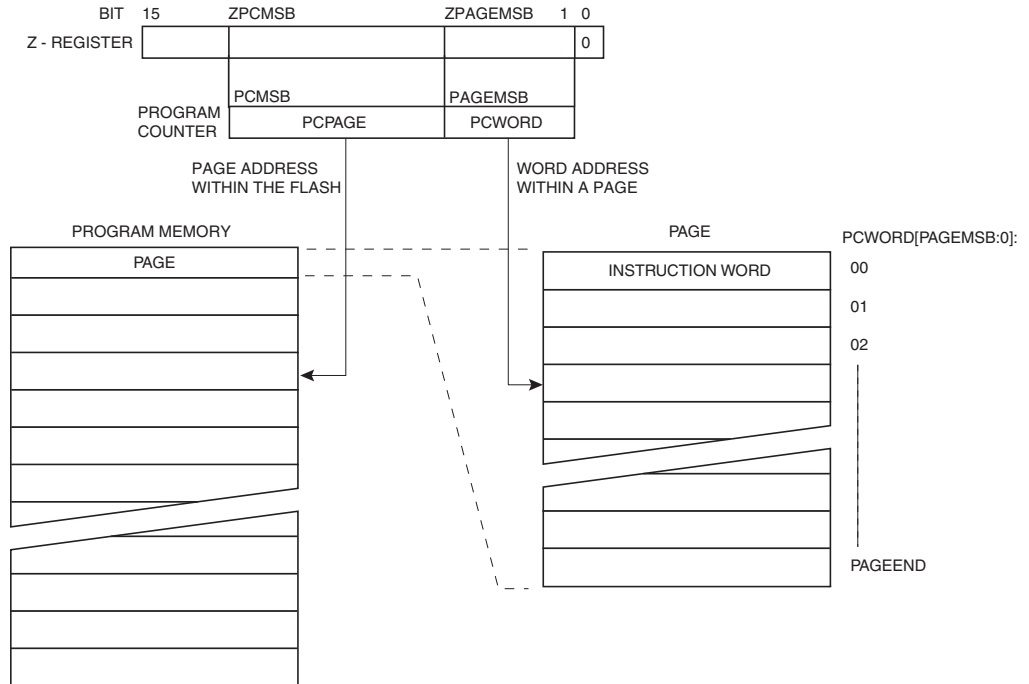 BIT 15 ZPCMSB ZPAGEMSB 1 0
Z - REGISTER 0
PCMSB PAGEMSB
PROGRAM
COUNTER
PCPAGE PCWORD
PAGE ADDRESS
WITHIN THE FLASH
WORD ADDRESS
WITHIN A PAGE
PROGRAM MEMORY
PAGE
PAGE
PCWORD[PAGEMSB:0]:
INSTRUCTION WORD
00
01
02
PAGEEND